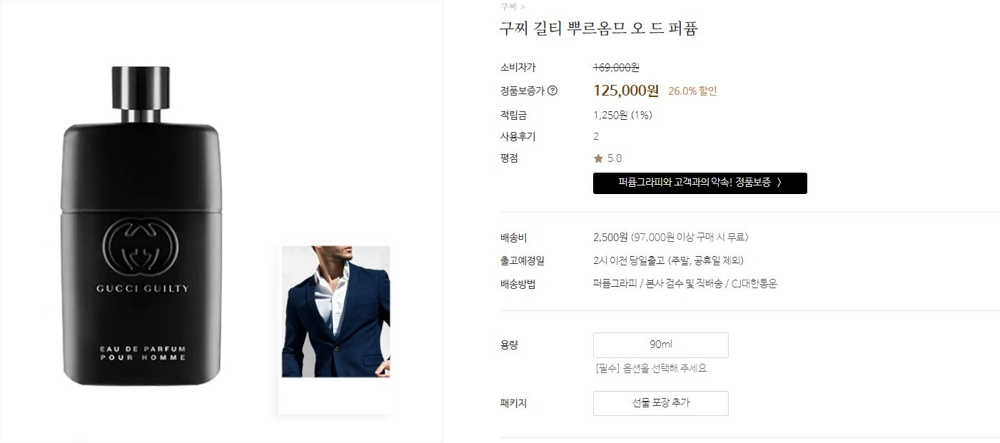 구찌 >
구찌 길티 뿌르옴므 오 드 퍼퓸
소비자가 169,000원
정품보증가 ? 125,000원 26.0% 할인
적립금 1,250원 (1%)
사용후기 2
평점 ★ 5.0
퍼퓸그라피와 고객과의 약속! 정품보증 〉
배송비 2,500원 (97,000원 이상 구매 시 무료)
출고예정일 2시 이전 당일출고 (주말, 공휴일 제외)
배송방법 퍼퓸그라피 / 본사 검수 및 직배송 / CJ대한통운
용량 90ml
[필수] 옵션을 선택해 주세요
패키지 선물 포장 추가
GUCCI GUILTY
EAU DE PARFUM
POUR HOMME